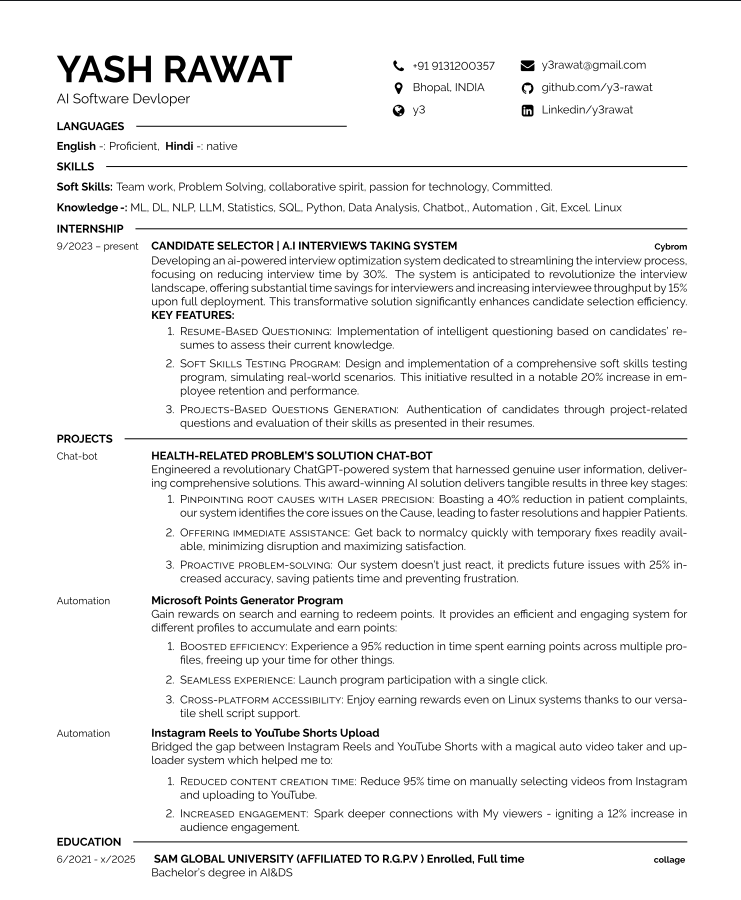 YASH RAWAT
AI Software Devloper
+91 9131200357
y3rawat@gmail.com
Bhopal, INDIA
github.com/y3-rawat
y3
Linkedin/y3rawat
LANGUAGES
English -: Proficient, Hindi -: native
SKILLS
Soft Skills: Team work, Problem Solving, collaborative spirit, passion for technology, Committed.
Knowledge -: ML, DL, NLP, LLM, Statistics, SQL, Python, Data Analysis, Chatbot,, Automation , Git, Excel. Linux
INTERNSHIP
9/2023 – present CANDIDATE SELECTOR | A.I INTERVIEWS TAKING SYSTEM Cybrom
Developing an ai-powered interview optimization system dedicated to streamlining the interview process,
focusing on reducing interview time by 30%. The system is anticipated to revolutionize the interview
landscape, offering substantial time savings for interviewers and increasing interviewee throughput by 15%
upon full deployment. This transformative solution significantly enhances candidate selection efficiency.
KEY FEATURES:
1. RESUME-BASED QUESTIONING: Implementation of intelligent questioning based on candidates' re-
sumes to assess their current knowledge.
2. SOFT SKILLS TESTING PROGRAM: Design and implementation of a comprehensive soft skills testing
program, simulating real-world scenarios. This initiative resulted in a notable 20% increase in em-
ployee retention and performance.
3. PROJECTS-BASED QUESTIONS GENERATION: Authentication of candidates through project-related
questions and evaluation of their skills as presented in their resumes.
PROJECTS
Chat-bot HEALTH-RELATED PROBLEM'S SOLUTION CHAT-BOT
Engineered a revolutionary ChatGPT-powered system that harnessed genuine user information, deliver-
ing comprehensive solutions. This award-winning AI solution delivers tangible results in three key stages:
1. PINPOINTING ROOT CAUSES WITH LASER PRECISION: Boasting a 40% reduction in patient complaints,
our system identifies the core issues on the Cause, leading to faster resolutions and happier Patients.
2. OFFERING IMMEDIATE ASSISTANCE: Get back to normalcy quickly with temporary fixes readily avail-
able, minimizing disruption and maximizing satisfaction.
3. PROACTIVE PROBLEM-SOLVING: Our system doesn't just react, it predicts future issues with 25% in-
creased accuracy, saving patients time and preventing frustration.
Automation Microsoft Points Generator Program
Gain rewards on search and earning to redeem points. It provides an efficient and engaging system for
different profiles to accumulate and earn points:
1. BOOSTED EFFICIENCY: Experience a 95% reduction in time spent earning points across multiple pro-
files, freeing up your time for other things.
2. SEAMLESS EXPERIENCE: Launch program participation with a single click.
3. CROSS-PLATFORM ACCESSIBILITY: Enjoy earning rewards even on Linux systems thanks to our versa-
tile shell script support.
Automation Instagram Reels to YouTube Shorts Upload
Bridged the gap between Instagram Reels and YouTube Shorts with a magical auto video taker and up-
loader system which helped me to:
1. REDUCED CONTENT CREATION TIME: Reduce 95% time on manually selecting videos from Instagram
and uploading to YouTube.
2. INCREASED ENGAGEMENT: Spark deeper connections with My viewers - igniting a 12% increase in
audience engagement.
EDUCATION
6/2021 - x/2025 SAM GLOBAL UNIVERSITY (AFFILIATED TO R.G.P.V ) Enrolled, Full time collage
Bachelor's degree in AI&DS